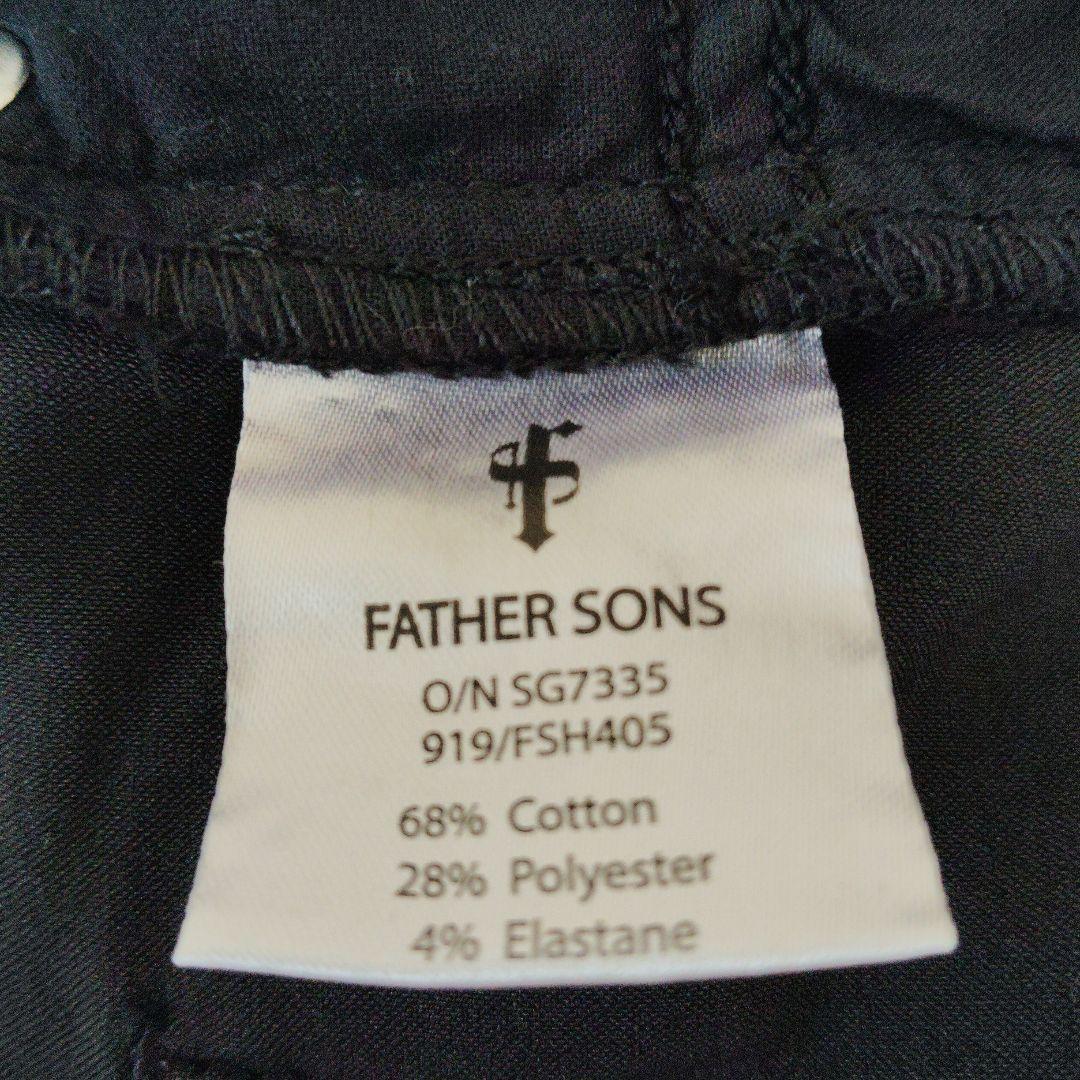 FATHER SONS
O/N SG7335
919/FSH405
68% Cotton
28% Polyester
4% Elastane